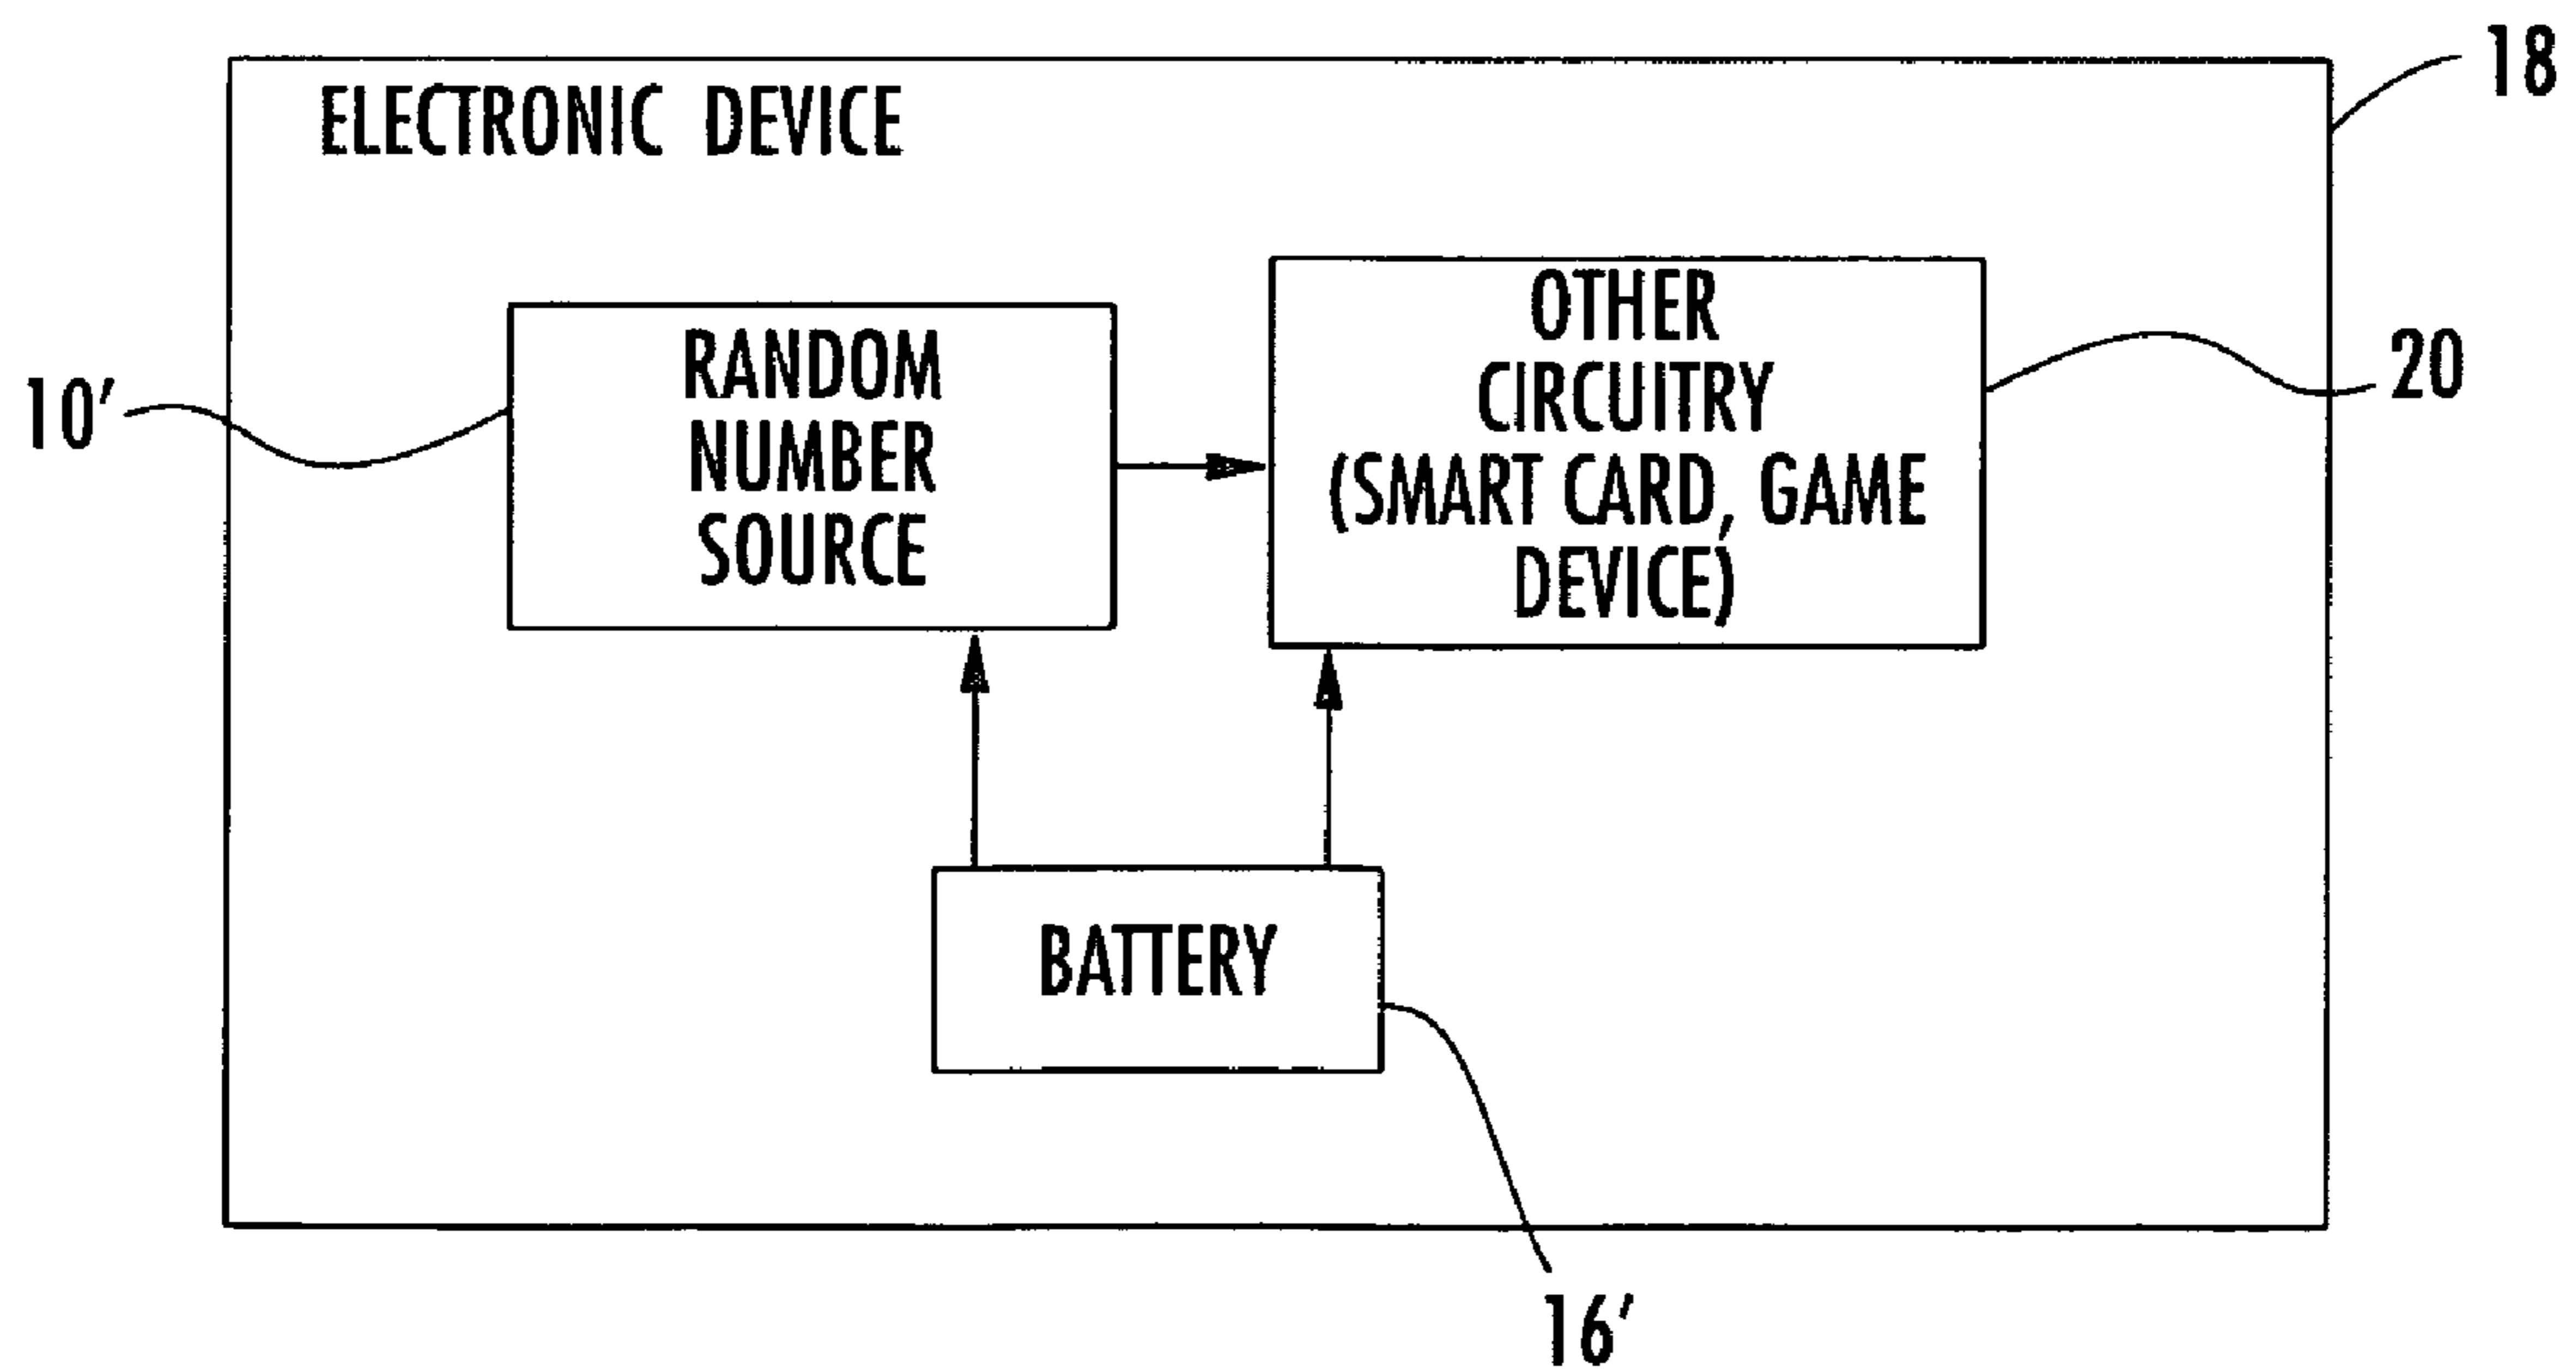 18
ELECTRONIC DEVICE
10′
RANDOM
NUMBER
SOURCE
OTHER
CIRCUITRY
(SMART CARD, GAME
DEVICE)
20
BATTERY
16′